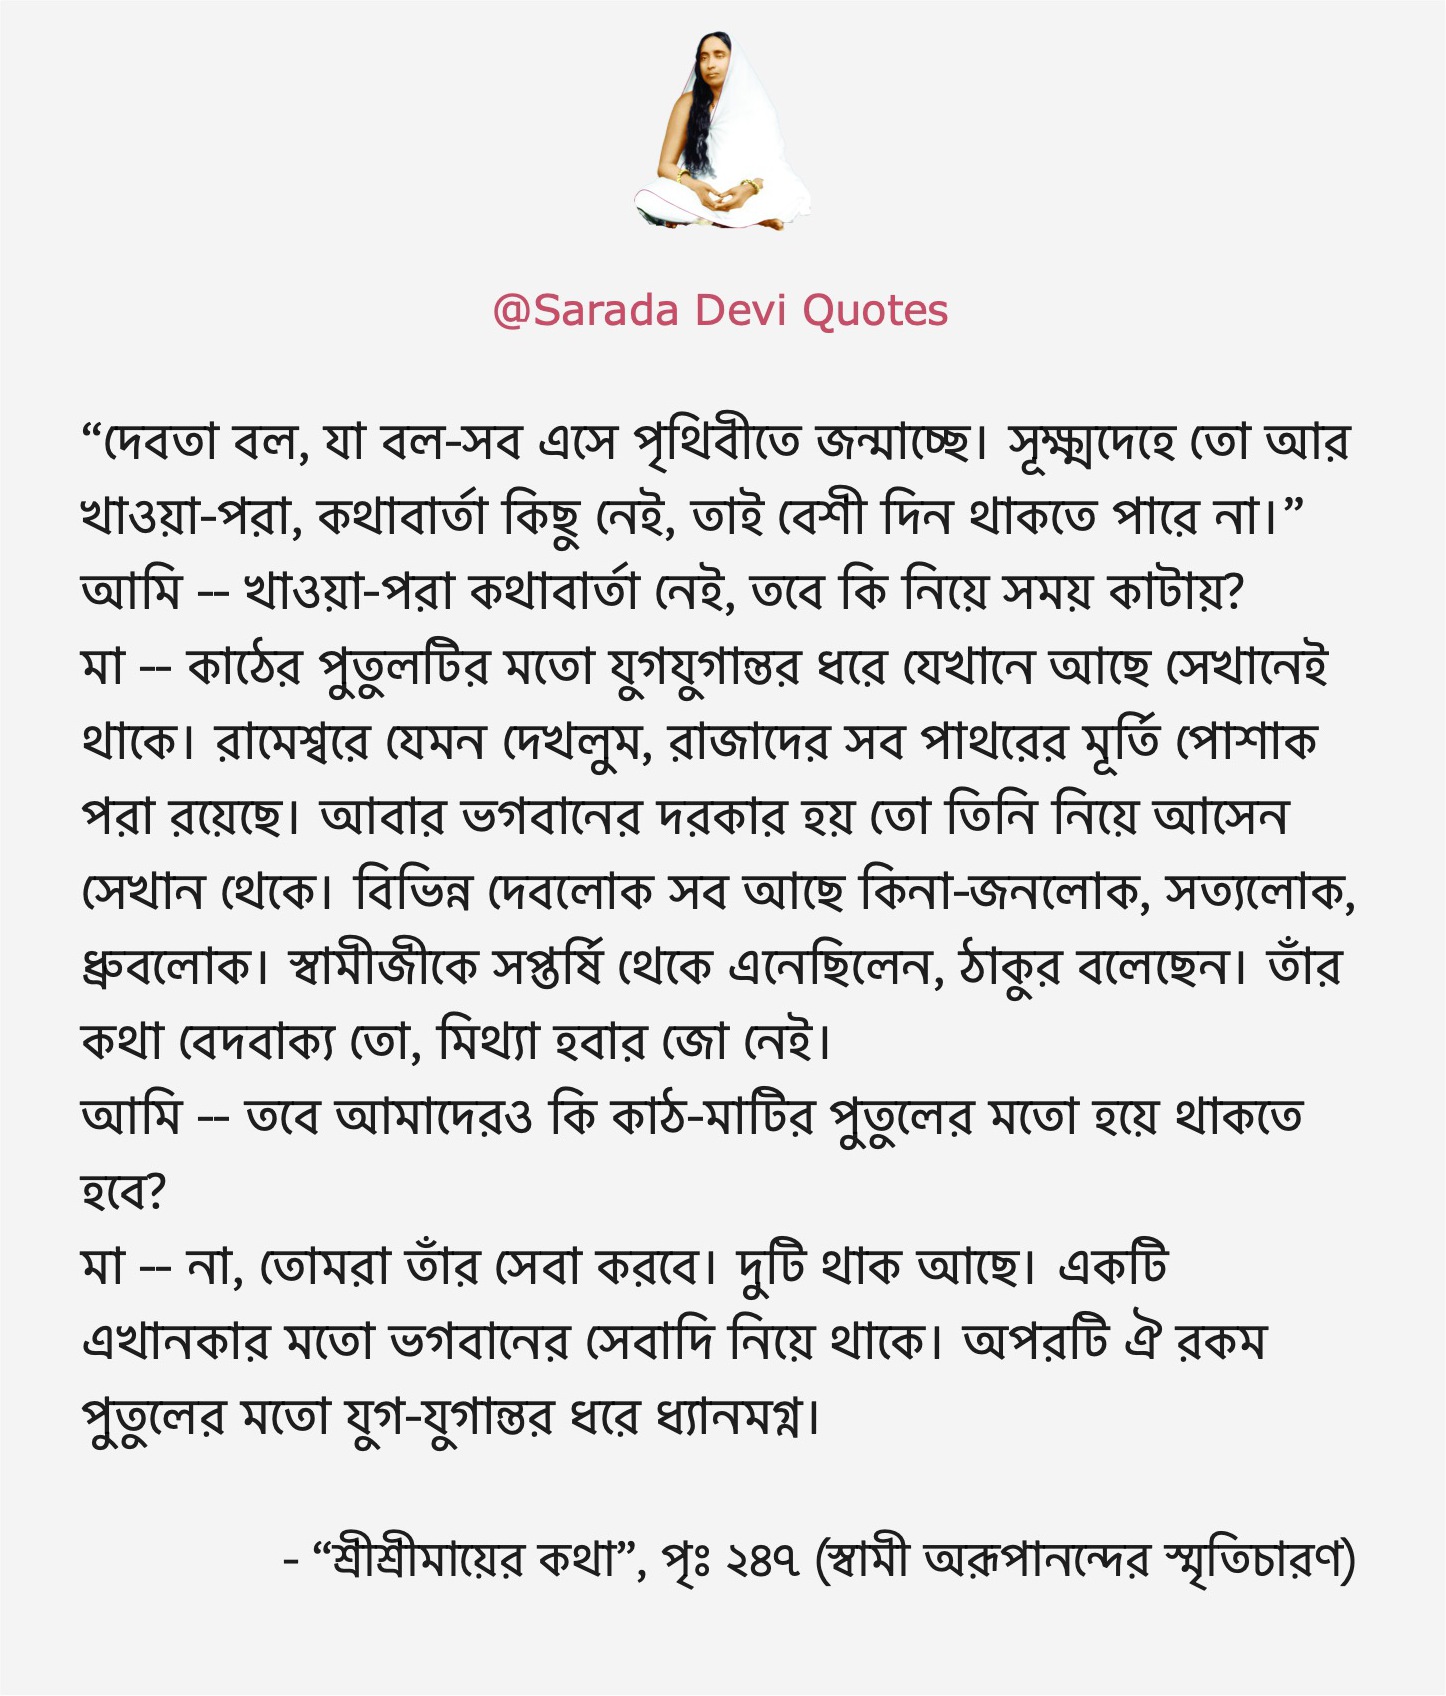 @Sarada Devi Quotes
“দেবতা বল, যা বল-সব এসে পৃথিবীতে জন্মাচ্ছে। সূক্ষ্মদেহে তো আর
খাওয়া-পরা, কথাবার্তা কিছু নেই, তাই বেশী দিন থাকতে পারে না।”
আমি -- খাওয়া-পরা কথাবার্তা নেই, তবে কি নিয়ে সময় কাটায়?
মা -- কাঠের পুতুলটির মতো যুগযুগান্তর ধরে যেখানে আছে সেখানেই
থাকে। রামেশ্বরে যেমন দেখলুম, রাজাদের সব পাথরের মূর্তি পোশাক
পরা রয়েছে। আবার ভগবানের দরকার হয় তো তিনি নিয়ে আসেন
সেখান থেকে। বিভিন্ন দেবলোক সব আছে কিনা-জনলোক, সত্যলোক,
ধ্রুবলোক। স্বামীজীকে সপ্তর্ষি থেকে এনেছিলেন, ঠাকুর বলেছেন। তাঁর
কথা বেদবাক্য তো, মিথ্যা হবার জো নেই।
আমি -- তবে আমাদেরও কি কাঠ-মাটির পুতুলের মতো হয়ে থাকতে
হবে?
মা -- না, তোমরা তাঁর সেবা করবে। দুটি থাক আছে। একটি
এখানকার মতো ভগবানের সেবাদি নিয়ে থাকে। অপরটি ঐ রকম
পুতুলের মতো যুগ-যুগান্তর ধরে ধ্যানমগ্ন।
- “শ্রীশ্রীমায়ের কথা”, পৃঃ ২৪৭ (স্বামী অরূপানন্দের স্মৃতিচারণ)